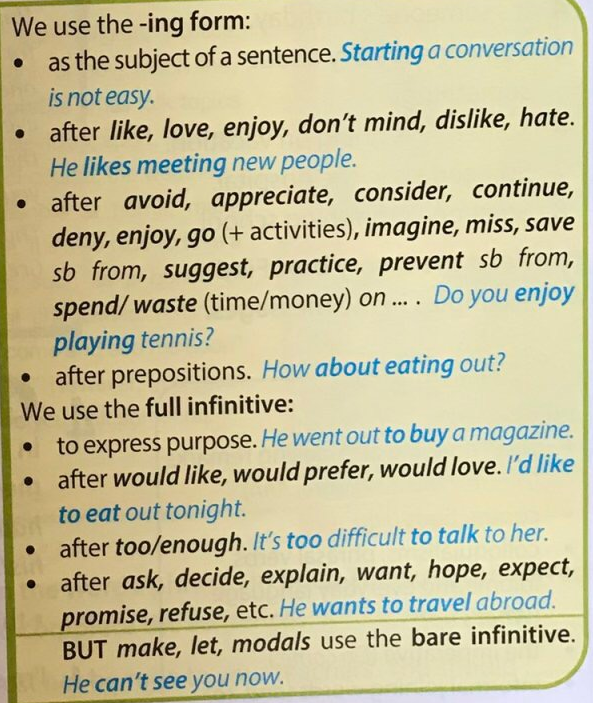 We use the -ing form:
• as the subject of a sentence. Starting a conversation
is not easy.
• after like, love, enjoy, don't mind, dislike, hate.
He likes meeting new people.
• after avoid, appreciate, consider, continue,
deny, enjoy, go (+ activities), imagine, miss, save
sb from, suggest, practice, prevent sb from,
spend/ waste (time/money) on ... . Do you enjoy
playing tennis?
• after prepositions. How about eating out?
We use the full infinitive:
• to express purpose. He went out to buy a magazine.
• after would like, would prefer, would love. I'd like
to eat out tonight.
• after too/enough. It's too difficult to talk to her.
• after ask, decide, explain, want, hope, expect,
promise, refuse, etc. He wants to travel abroad.
BUT make, let, modals use the bare infinitive.
He can't see you now.